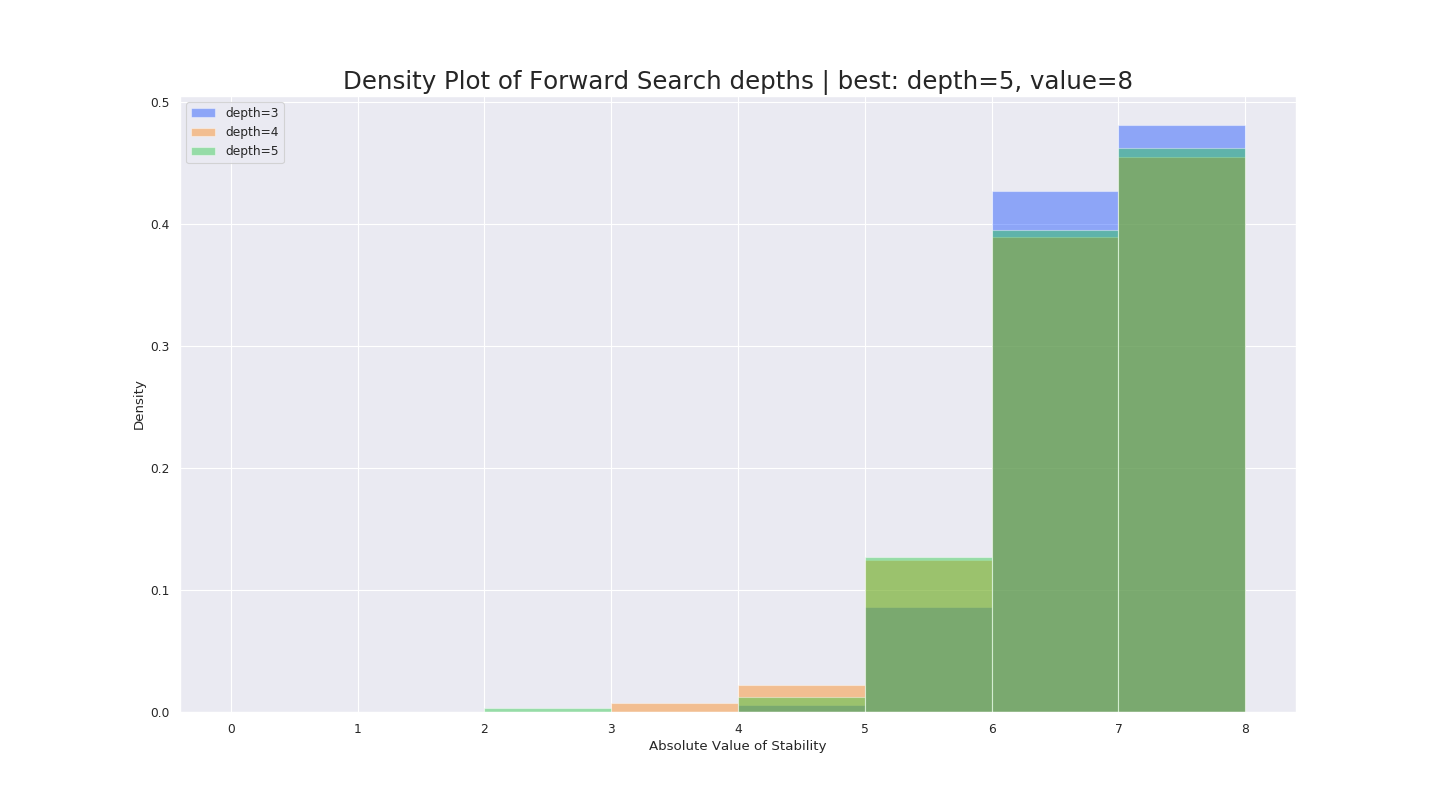 Density Plot of Forward Search depths | best: depth=5, value=8
depth=3
depth=4
depth=5
0.5
0.4
0.3
0.2
0.1
0.0
Density
0 1 2 3 4 5 6 7 8
Absolute Value of Stability